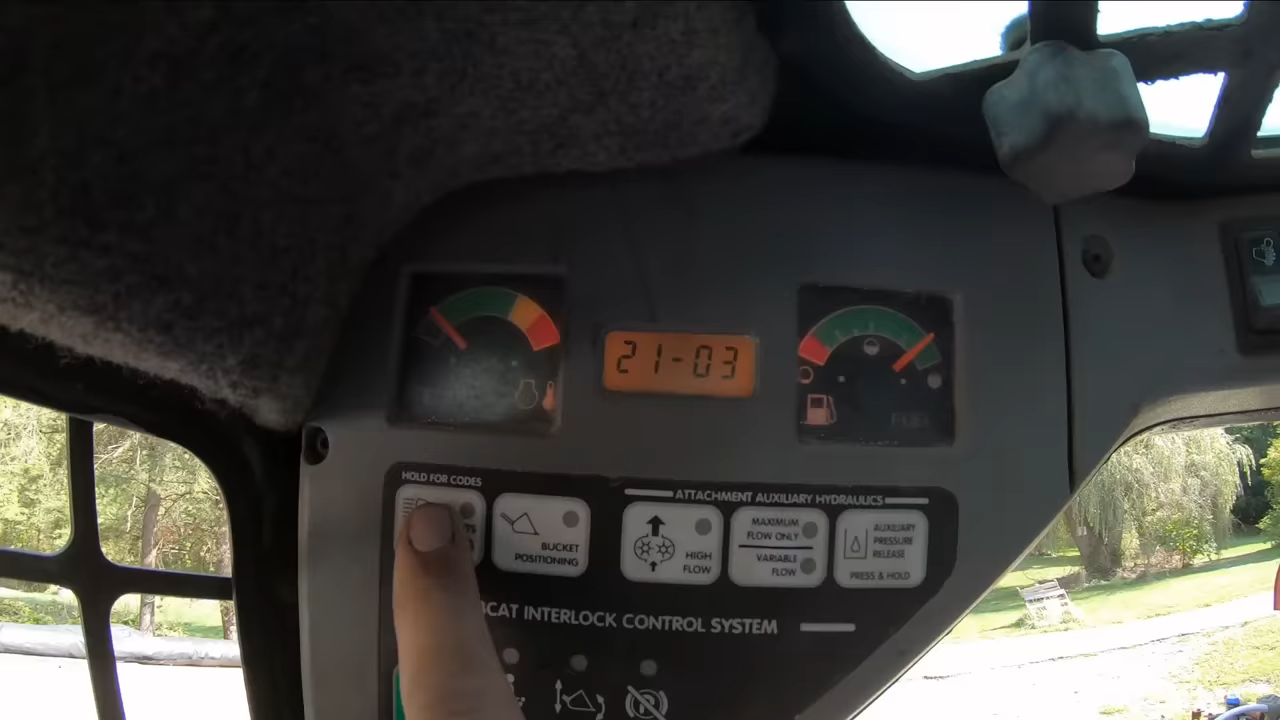 21-03
FUEL
HOLD FOR CODES
ATTACHMENT AUXILIARY HYDRAULICS
BUCKET
POSITIONING
HIGH
FLOW
MAXIMUM
FLOW ONLY
VARIABLE
FLOW
AUXILIARY
PRESSURE
RELEASE
PRESS & HOLD
CAT INTERLOCK CONTROL SYSTEM
P